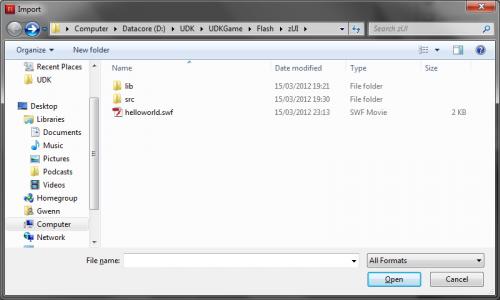 Fl Import
Computer Datacore (D:) UDK UDKGame Flash zUI
Search zUI
Organize New folder
Name Date modified Type Size
Recent Places
UDK
Desktop
Libraries
Documents
Music
Pictures
Podcasts
Videos
Homegroup
Gwenn
Computer
Network
lib 15/03/2012 19:21 File folder
src 15/03/2012 19:30 File folder
helloworld.swf 15/03/2012 23:13 SWF Movie 2 KB
File name:
All Formats
Open Cancel